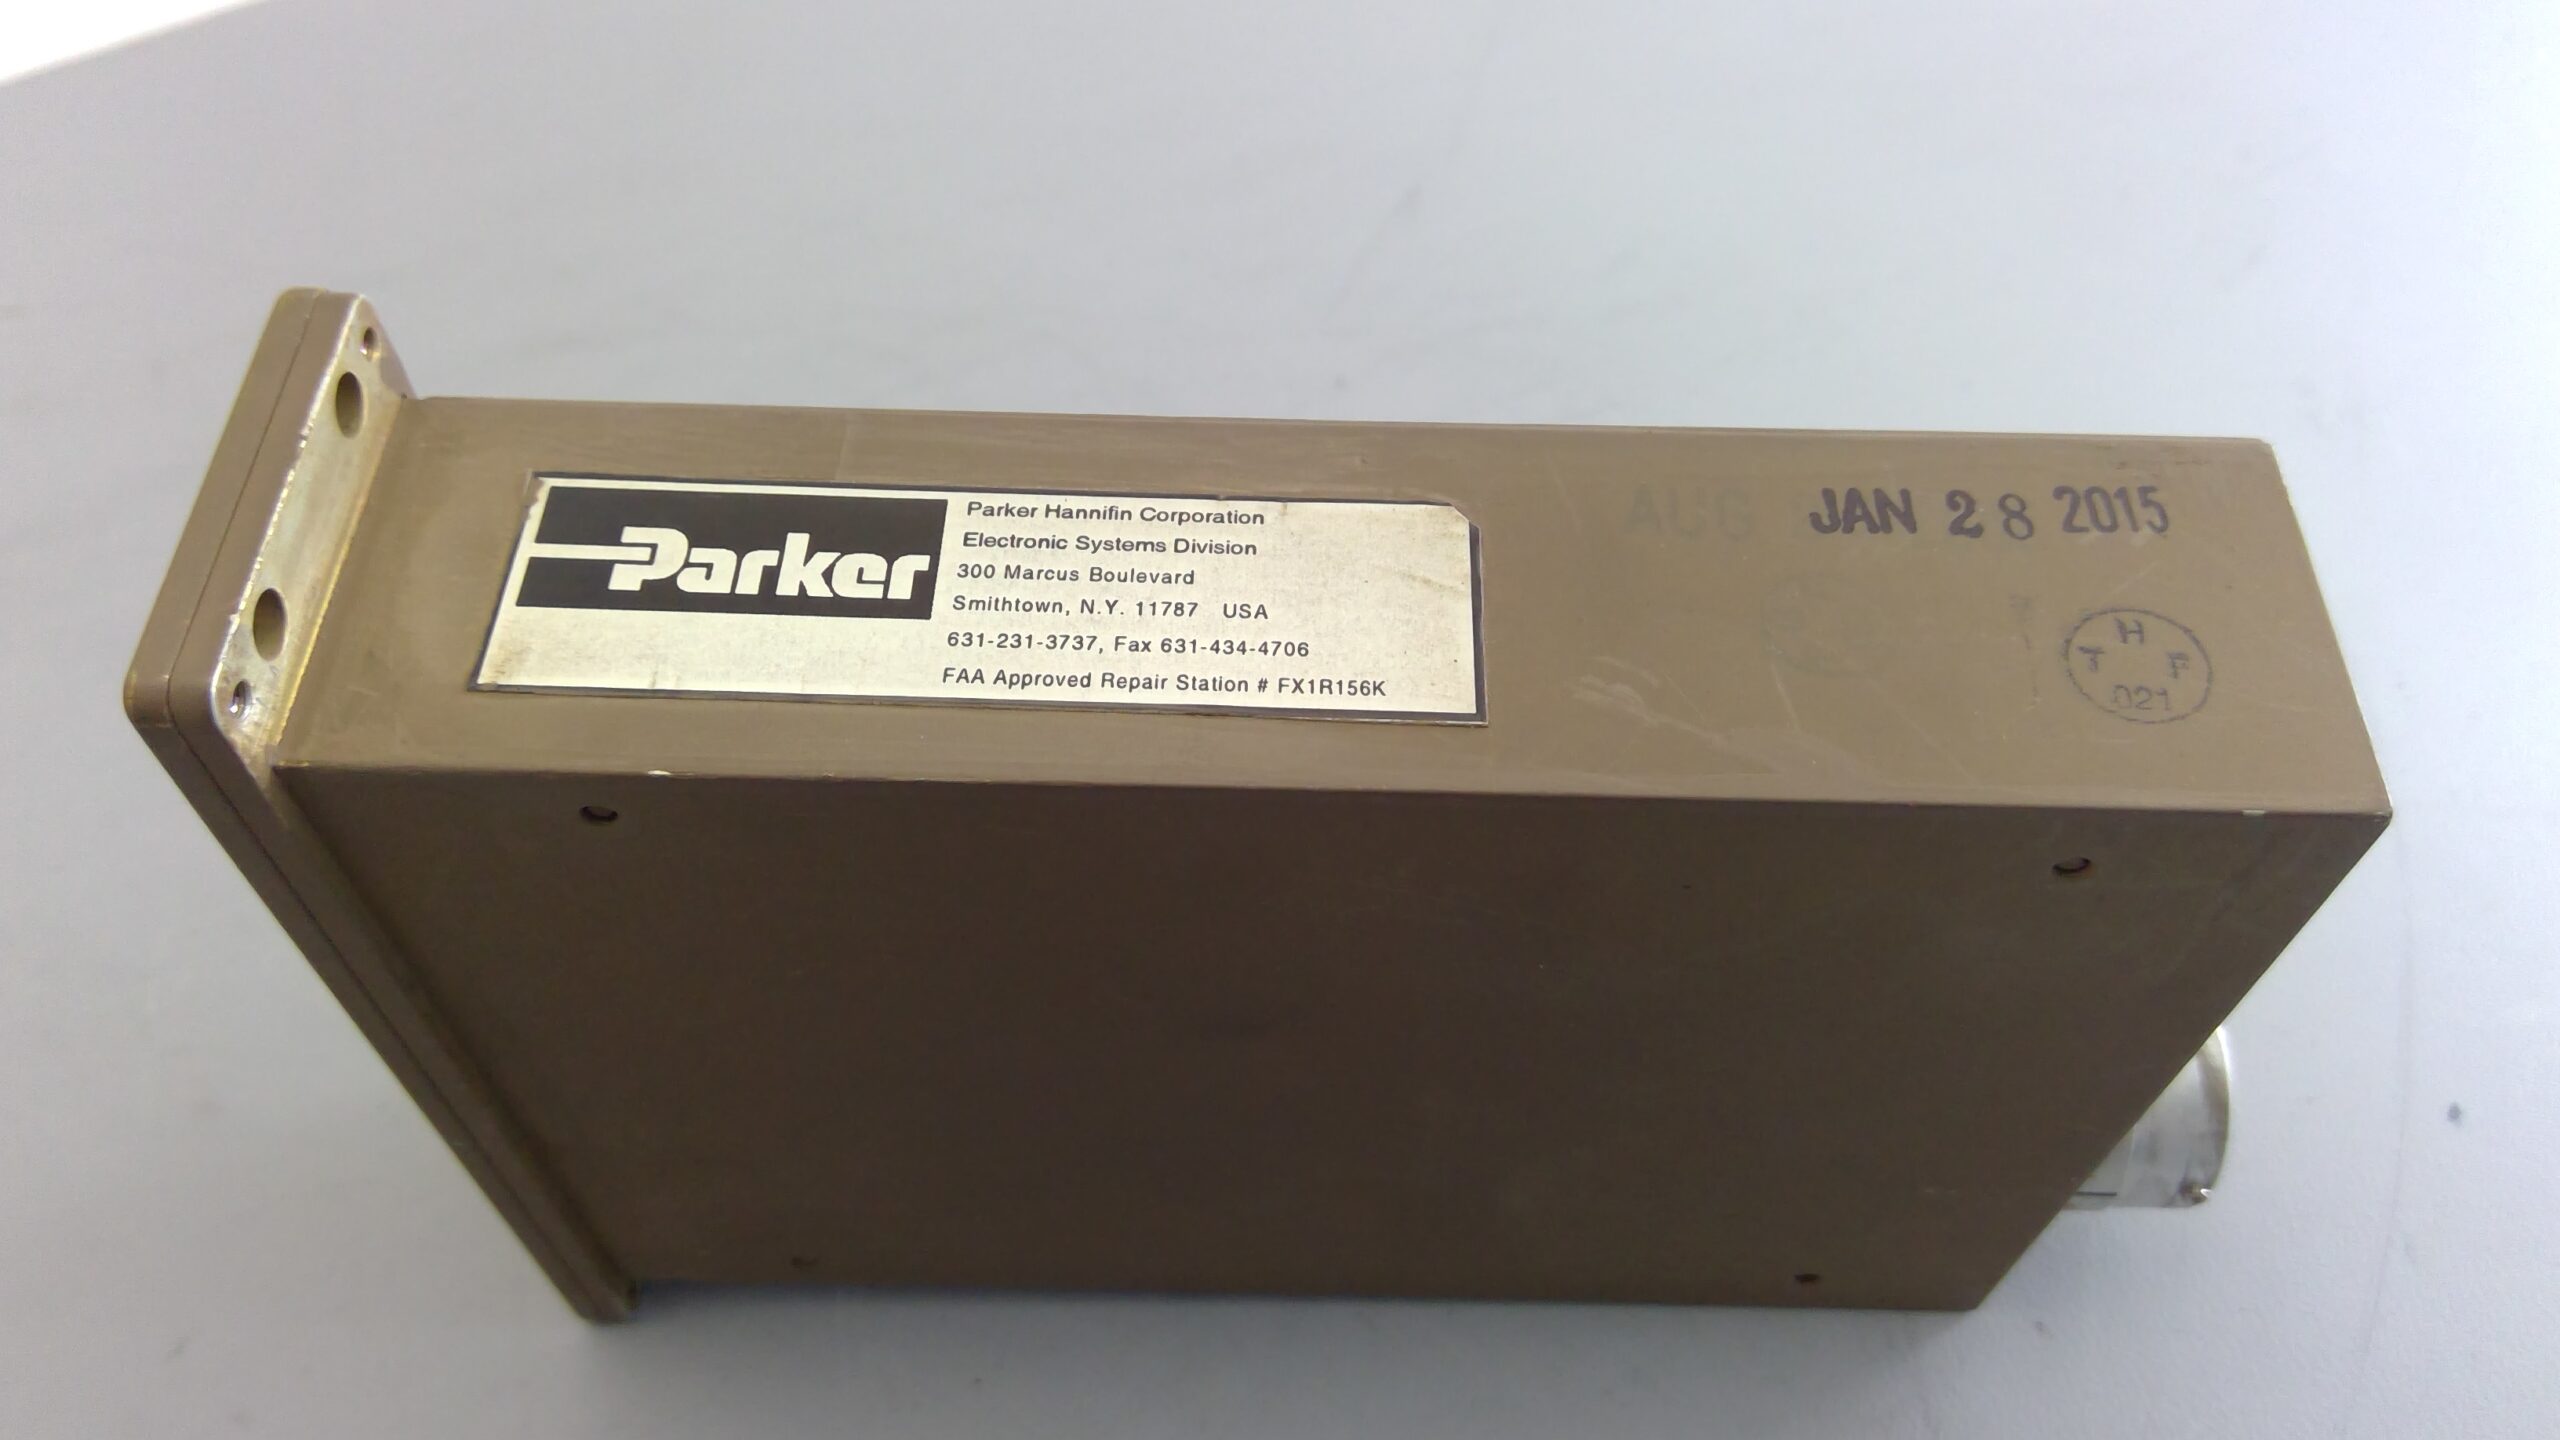 Parker
Parker Hannifin Corporation
Electronic Systems Division
300 Marcus Boulevard
Smithtown, N.Y. 11787 USA
631-231-3737, Fax 631-434-4706
FAA Approved Repair Station # FX1R156K
AUG
JAN 28 2015
H
021